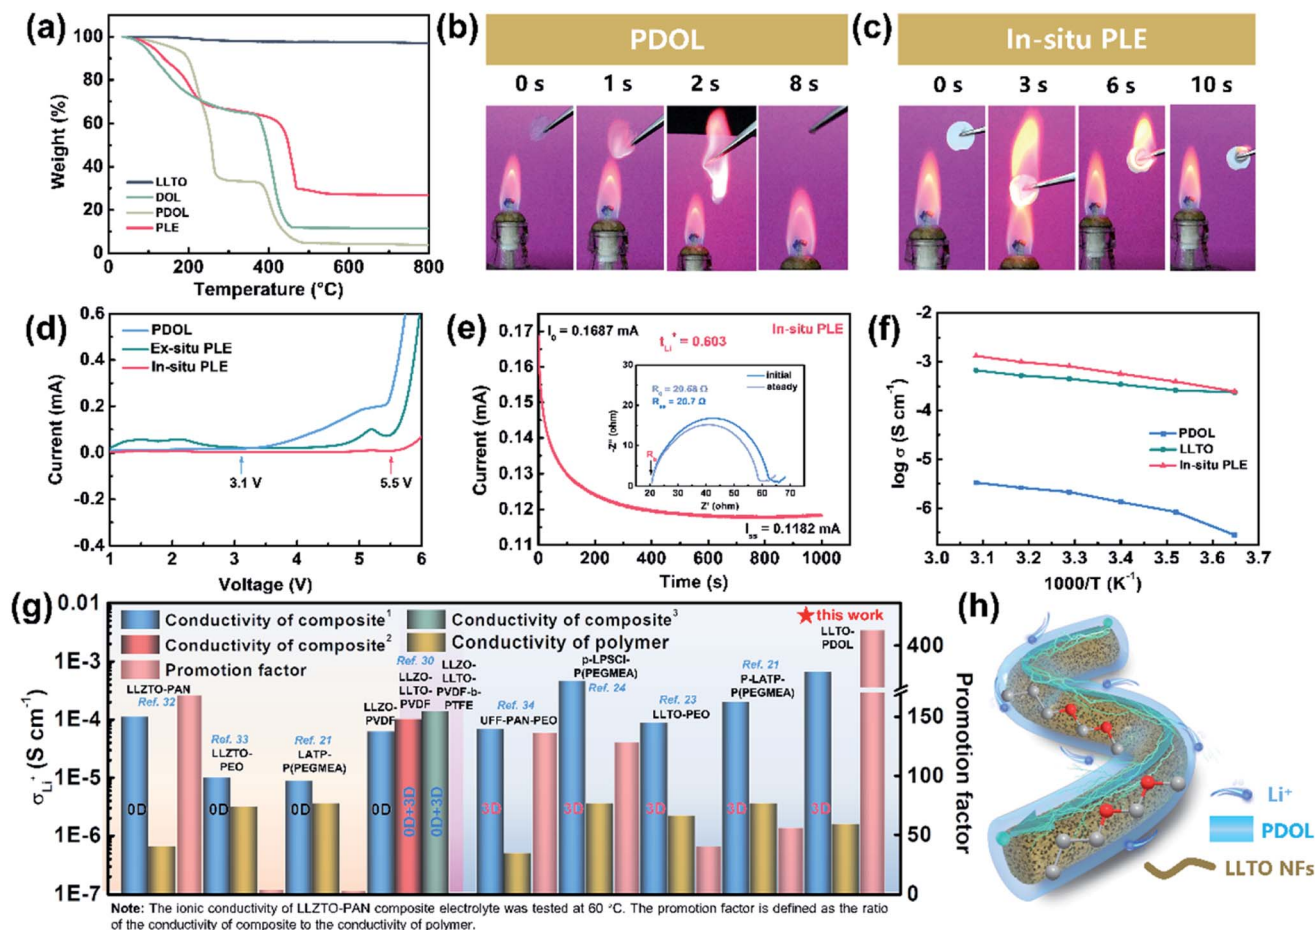 (a)
100
80
60
40
20
0
Weight (%)
LLTO
DOL
PDOL
PLE
0
200
400
600
800
Temperature (°C)
(b)
PDOL
0 s
1 s
2 s
8 s
(c)
In-situ PLE
0 s
3 s
6 s
10 s
(d)
0.6
0.4
0.2
0.0
-0.2
-0.4
Current (mA)
PDOL
Ex-situ PLE
In-situ PLE
3.1 V
5.5 V
1
2
3
4
5
6
Voltage (V)
(e)
0.17
0.16
0.15
0.14
0.13
0.12
0.11
Current (mA)
I0 = 0.1687 mA
In-situ PLE
tLi+ = 0.603
30
20
10
0
-Z'' (ohm)
initial
steady
R0 = 29.68 Ω
Rss = 20.7 Ω
20
30
40
50
60
70
Z' (ohm)
Iss = 0.1182 mA
0
200
400
600
800
1000
Time (s)
(f)
-2
-3
-4
-5
-6
log σ (S cm-1)
PDOL
LLTO
In-situ PLE
3.0
3.1
3.2
3.3
3.4
3.5
3.6
3.7
1000/T (K-1)
(g)
0.01
1E-3
1E-4
1E-5
1E-6
1E-7
σLi+ (S cm-1)
Conductivity of composite1
Conductivity of composite2
Promotion factor
Conductivity of composite3
Conductivity of polymer
★this work
LLZTO-PAN
Ref. 32
0D
Ref. 33
LLZTO-
PEO
0D
Ref. 21
LATP-
P(PEGMEA)
0D
Ref. 30
LLZO-
PVDF
0D
LLZO-
LLTO-
PVDF
0D+3D
LLZO-
LLTO-
PVDF-b-
PTFE
0D+3D
Ref. 34
UFF-PAN-PEO
3D
p-LPSCl-
P(PEGMEA)
Ref. 24
3D
Ref. 23
LLTO-PEO
3D
Ref. 21
P-LATP-
P(PEGMEA)
3D
LLTO-
PDOL
3D
400
150
100
50
0
Promotion factor
Note: The ionic conductivity of LLZTO-PAN composite electrolyte was tested at 60 °C. The promotion factor is defined as the ratio
of the conductivity of composite to the conductivity of polymer.
(h)
Li+
PDOL
LLTO NFs